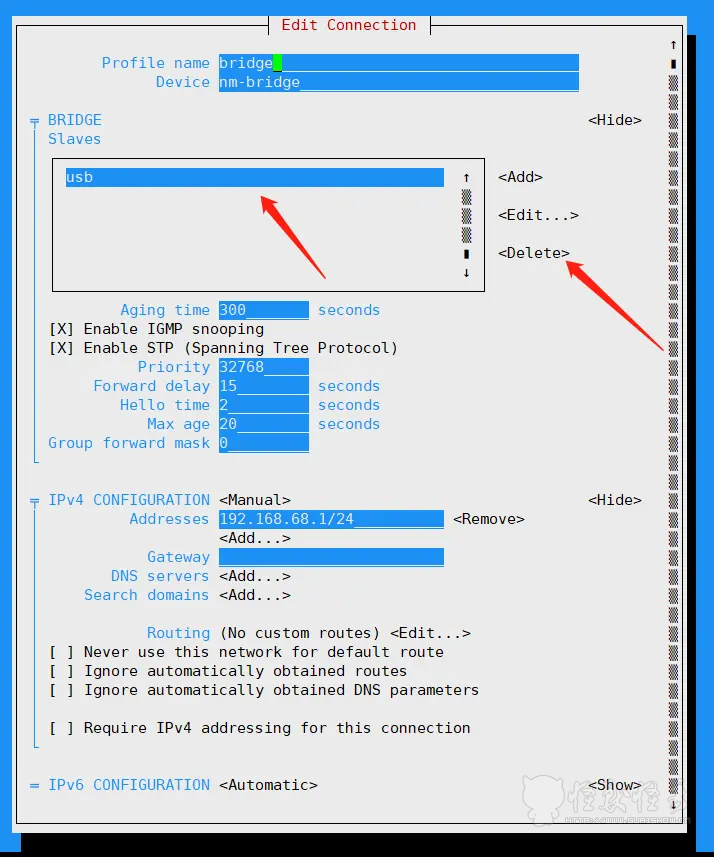 Edit Connection
Profile name bridge
Device nm-bridge
BRIDGE <Hide>
Slaves
usb <Add>
<Edit...>
<Delete>
Aging time 300 seconds
[X] Enable IGMP snooping
[X] Enable STP (Spanning Tree Protocol)
Priority 32768
Forward delay 15 seconds
Hello time 2 seconds
Max age 20 seconds
Group forward mask 0
IPv4 CONFIGURATION <Manual> <Hide>
Addresses 192.168.68.1/24 <Remove>
<Add...>
Gateway
DNS servers <Add...>
Search domains <Add...>
Routing (No custom routes) <Edit...>
[ ] Never use this network for default route
[ ] Ignore automatically obtained routes
[ ] Ignore automatically obtained DNS parameters
[ ] Require IPv4 addressing for this connection
IPv6 CONFIGURATION <Automatic> <Show>